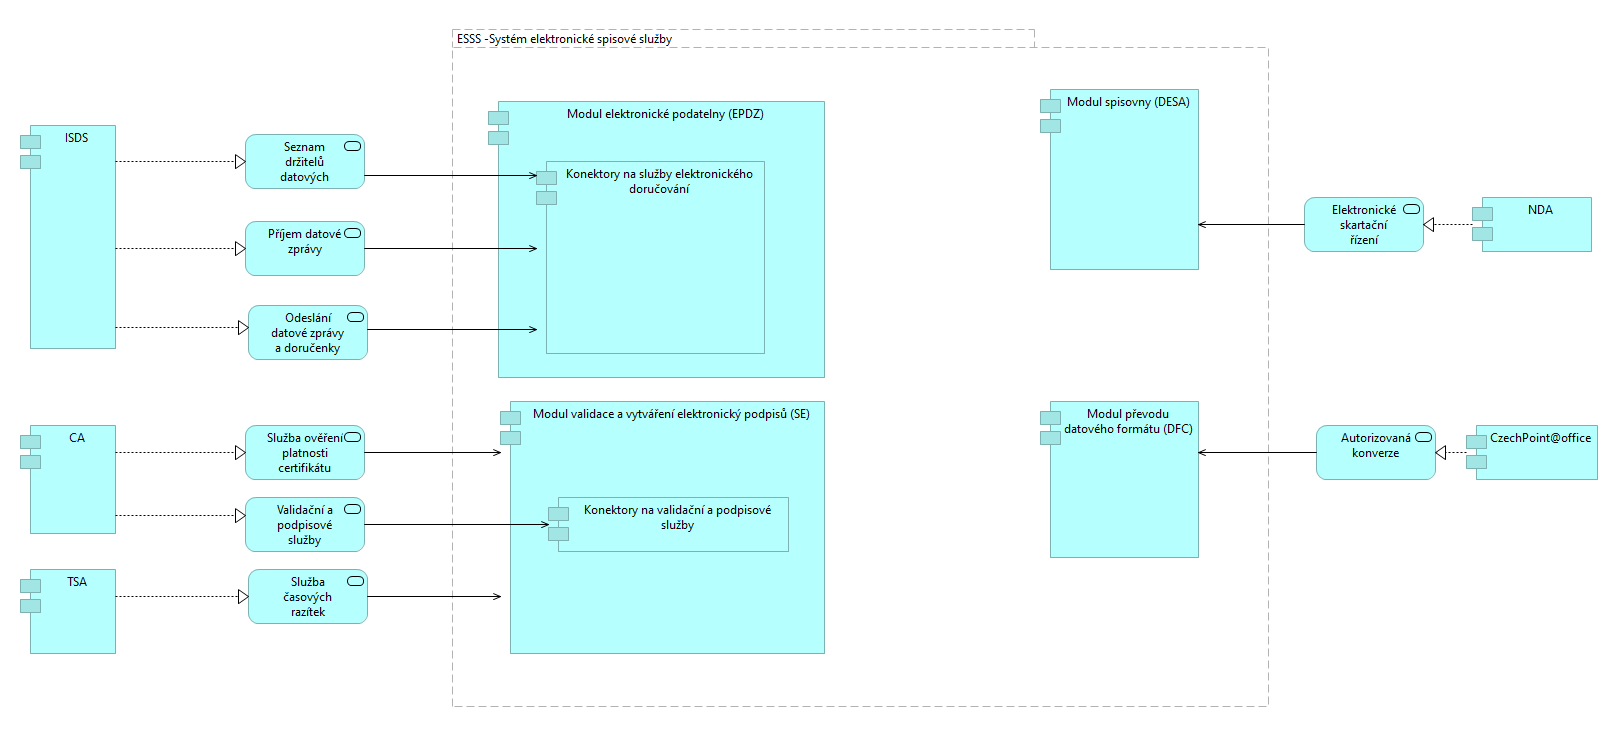 ESSS -Systém elektronické spisové služby
ISDS
Seznam
držitelů
datových
Příjem datové
zprávy
Odeslání
datové zprávy
a doručenky
Modul elektronické podatelny (EPDZ)
Konektory na služby elektronického
doručování
Modul spisovny (DESA)
Elektronické
skartační
řízení
NDA
CA
Služba ověření
platnosti
certifikátu
Validační a
podpisové
služby
TSA
Služba
časových
razítek
Modul validace a vytváření elektronický podpisů (SE)
Konektory na validační a podpisové
služby
Modul převodu
datového formátu (DFC)
Autorizovaná
konverze
CzechPoint@office